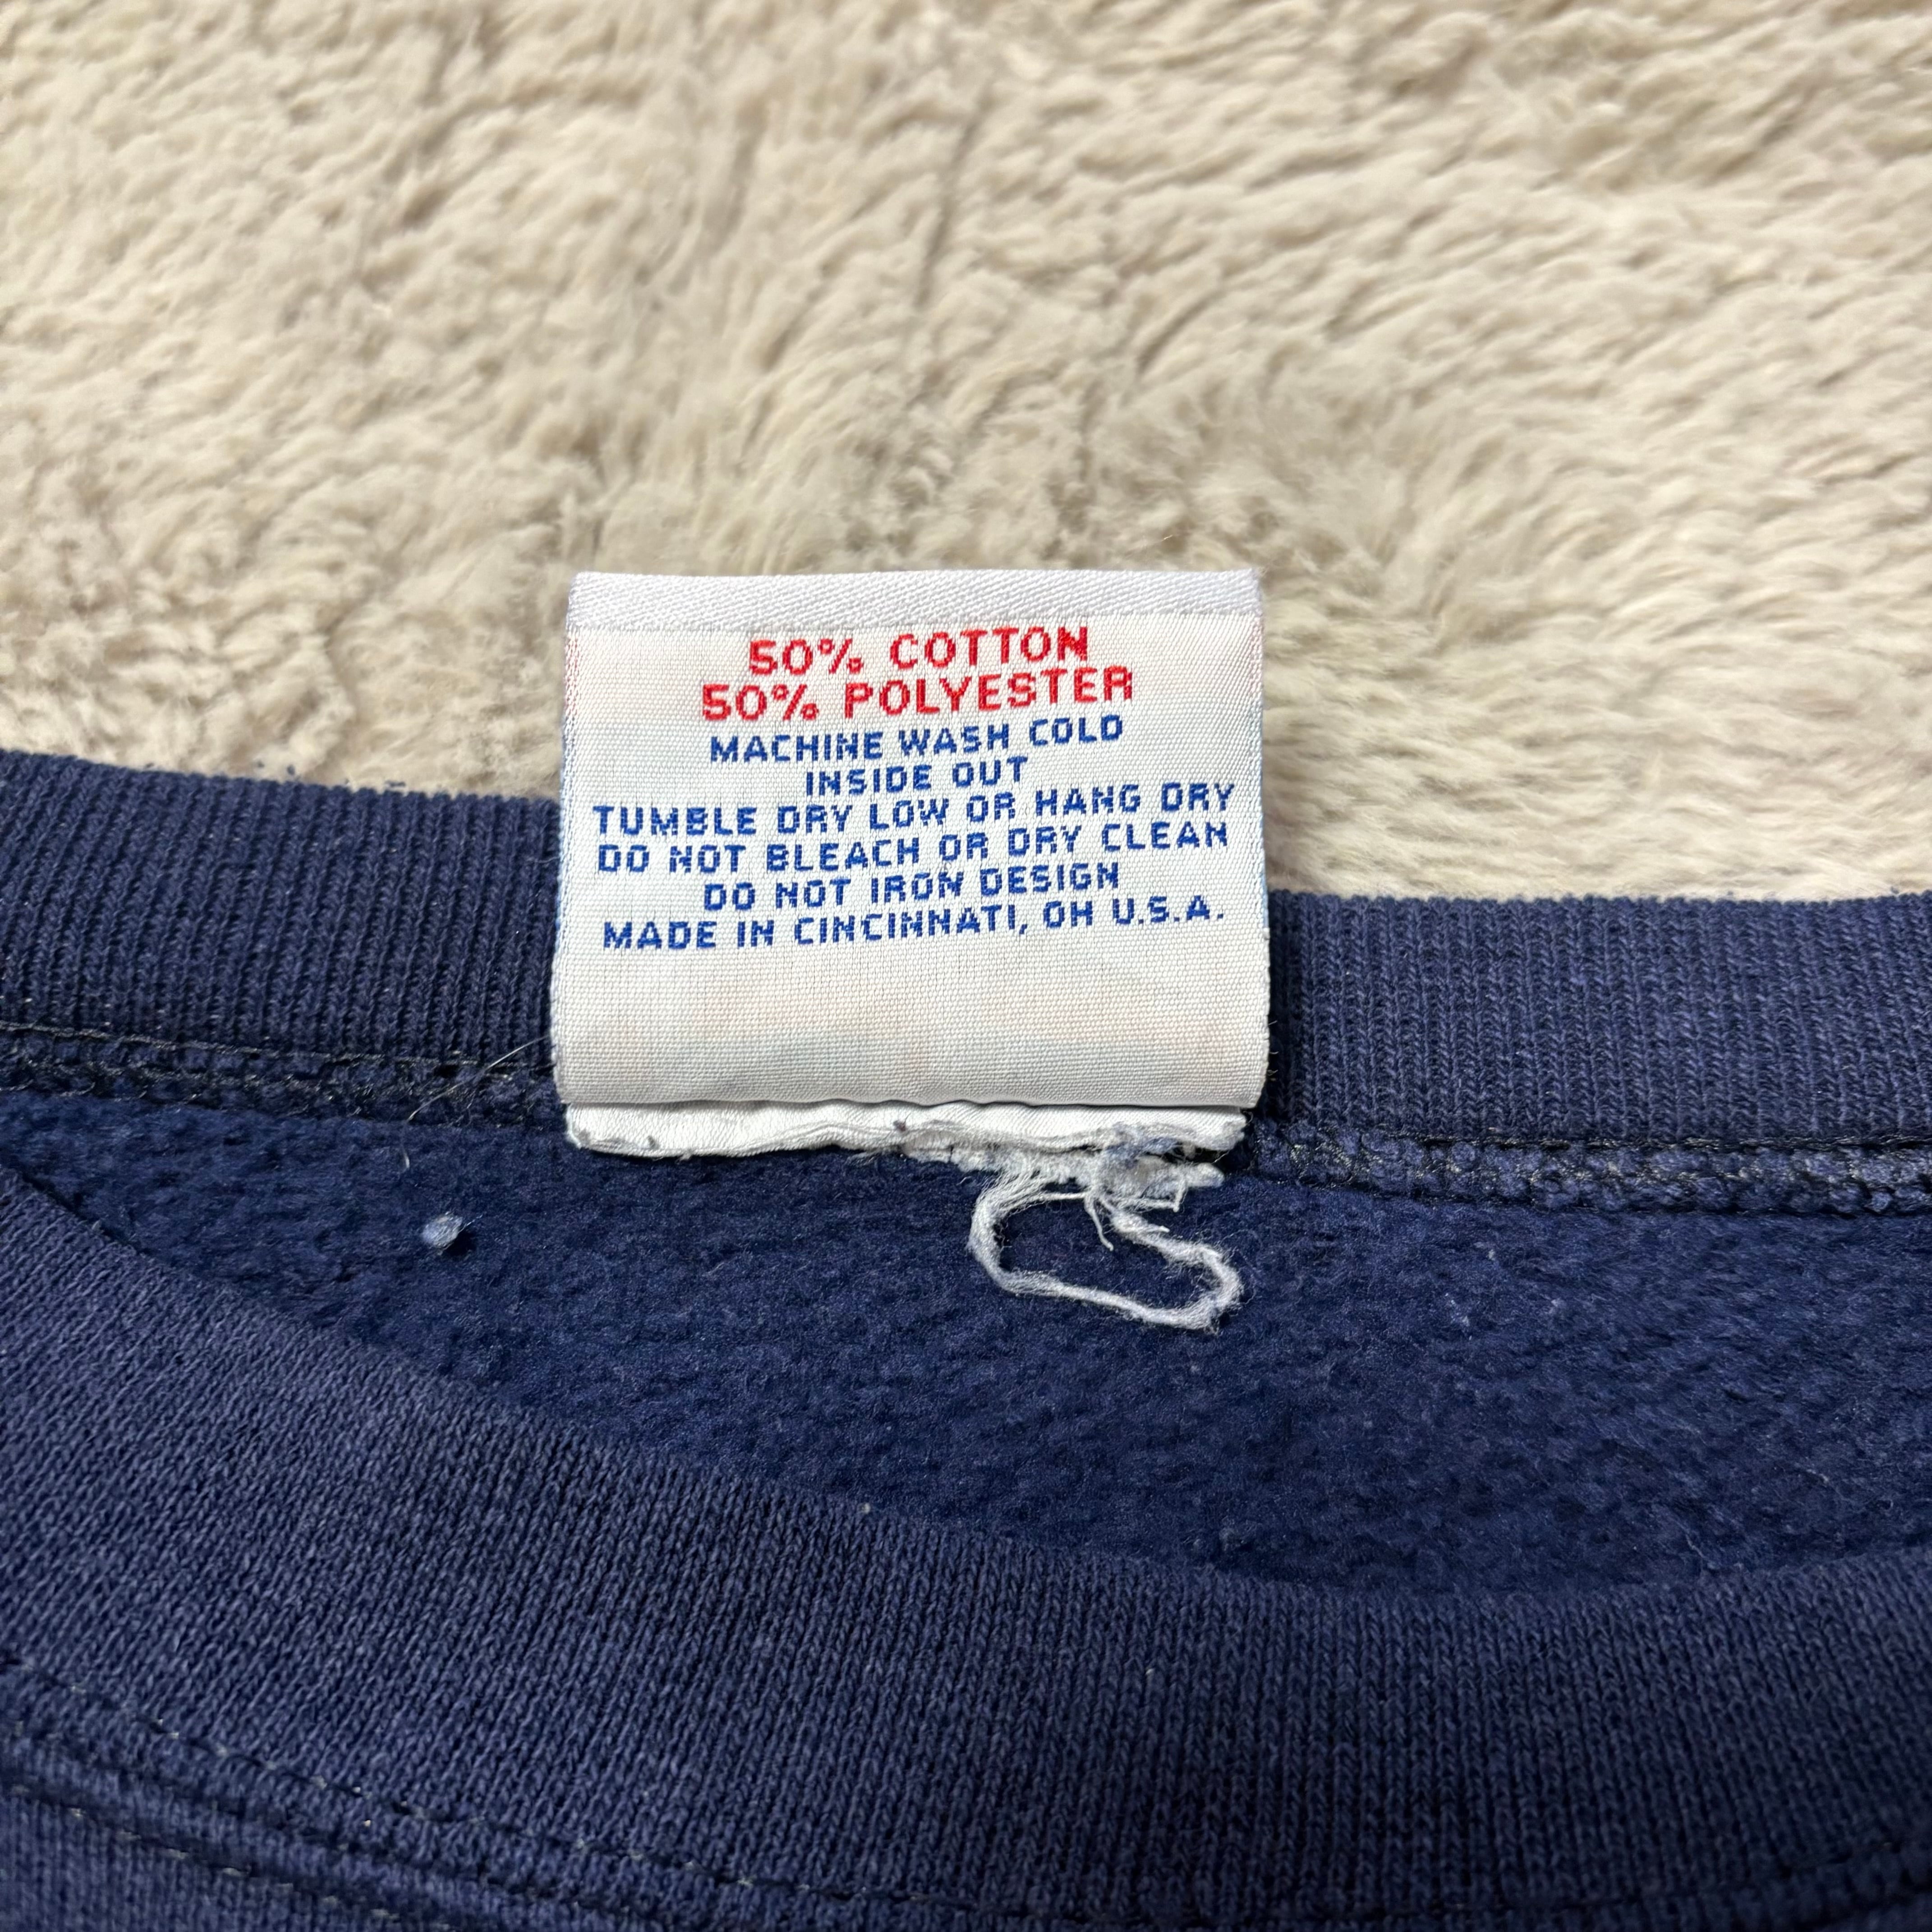 50% COTTON
50% POLYESTER
MACHINE WASH COLD
INSIDE OUT
TUMBLE DRY LOW OR HANG DRY
DO NOT BLEACH OR DRY CLEAN
DO NOT IRON DESIGN
MADE IN CINCINNATI, OH U.S.A.